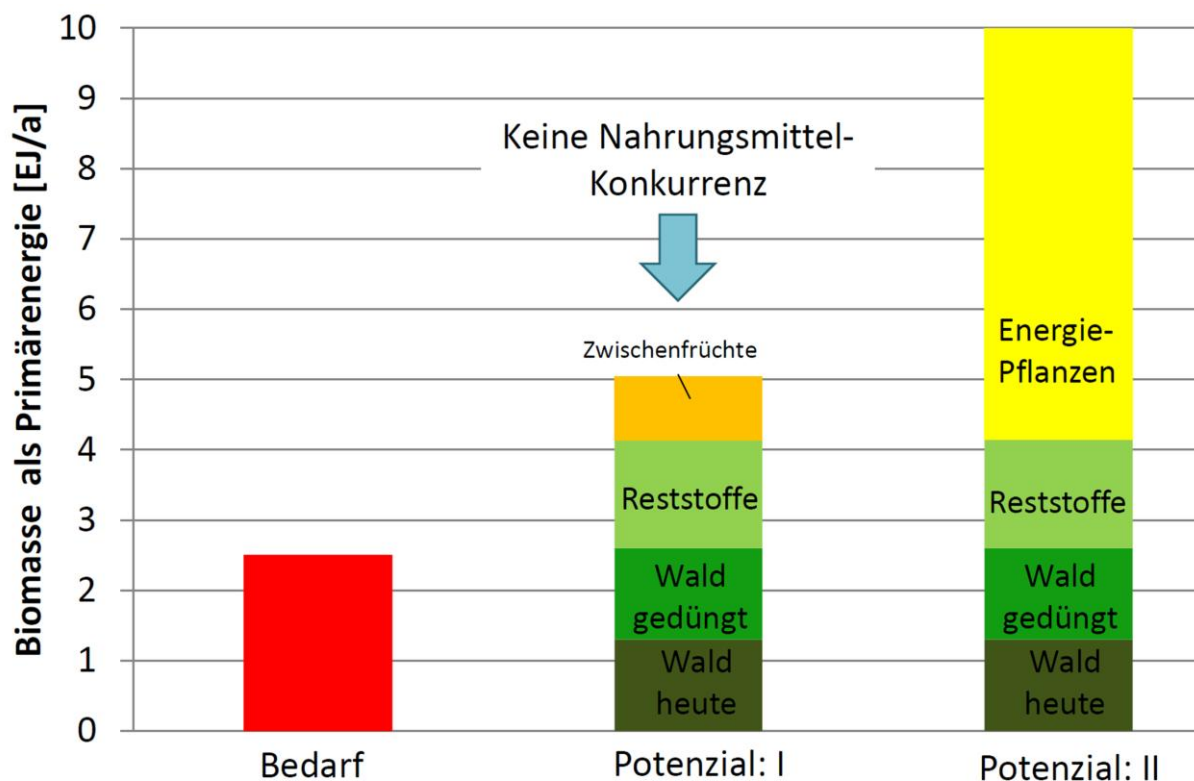 Biomasse als Primärenergie [EJ/a]
10
9
8
7
6
5
4
3
2
1
0
Keine Nahrungsmittel-
Konkurrenz
Zwischenfrüchte
Reststoffe
Wald
gedüngt
Wald
heute
Energie-
Pflanzen
Reststoffe
Wald
gedüngt
Wald
heute
Bedarf
Potenzial: I
Potenzial: II